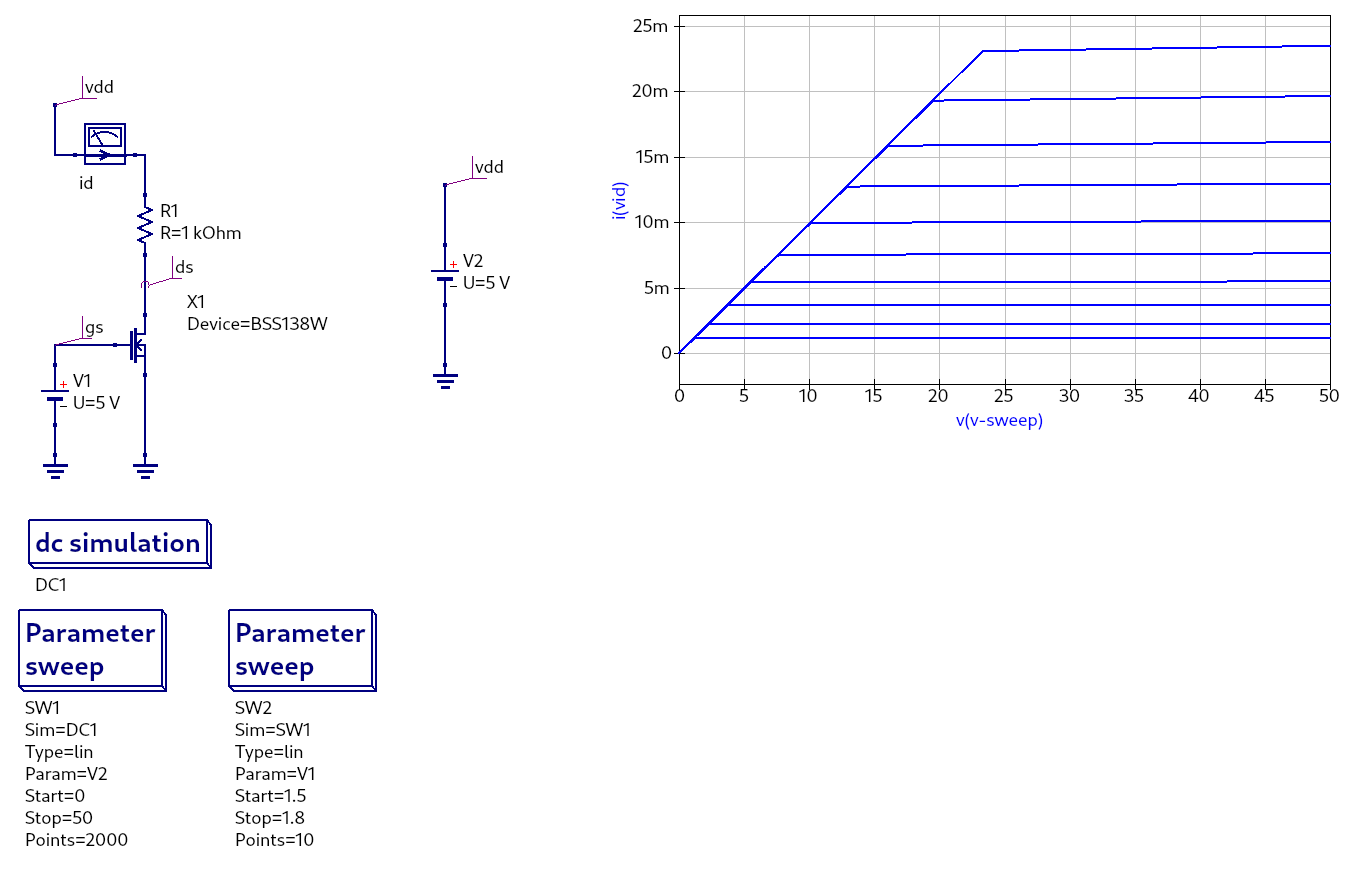 vdd
id
R1
R=1 kOhm
ds
X1
Device=BSS138W
gs
V1
U=5 V
vdd
V2
U=5 V
25m
20m
15m
10m
5m
0
i(vid)
0 5 10 15 20 25 30 35 40 45 50
v(v-sweep)
dc simulation
DC1
Parameter
sweep
SW1
Sim=DC1
Type=lin
Param=V2
Start=0
Stop=50
Points=2000
Parameter
sweep
SW2
Sim=SW1
Type=lin
Param=V1
Start=1.5
Stop=1.8
Points=10